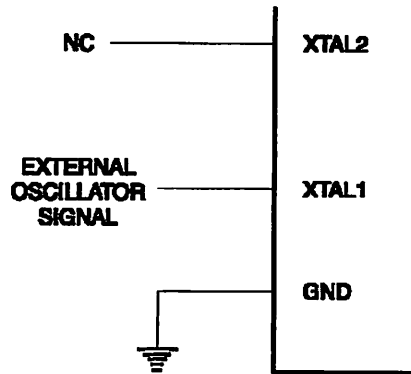 NC
XTAL2
EXTERNAL
OSCILLATOR
SIGNAL
XTAL1
GND